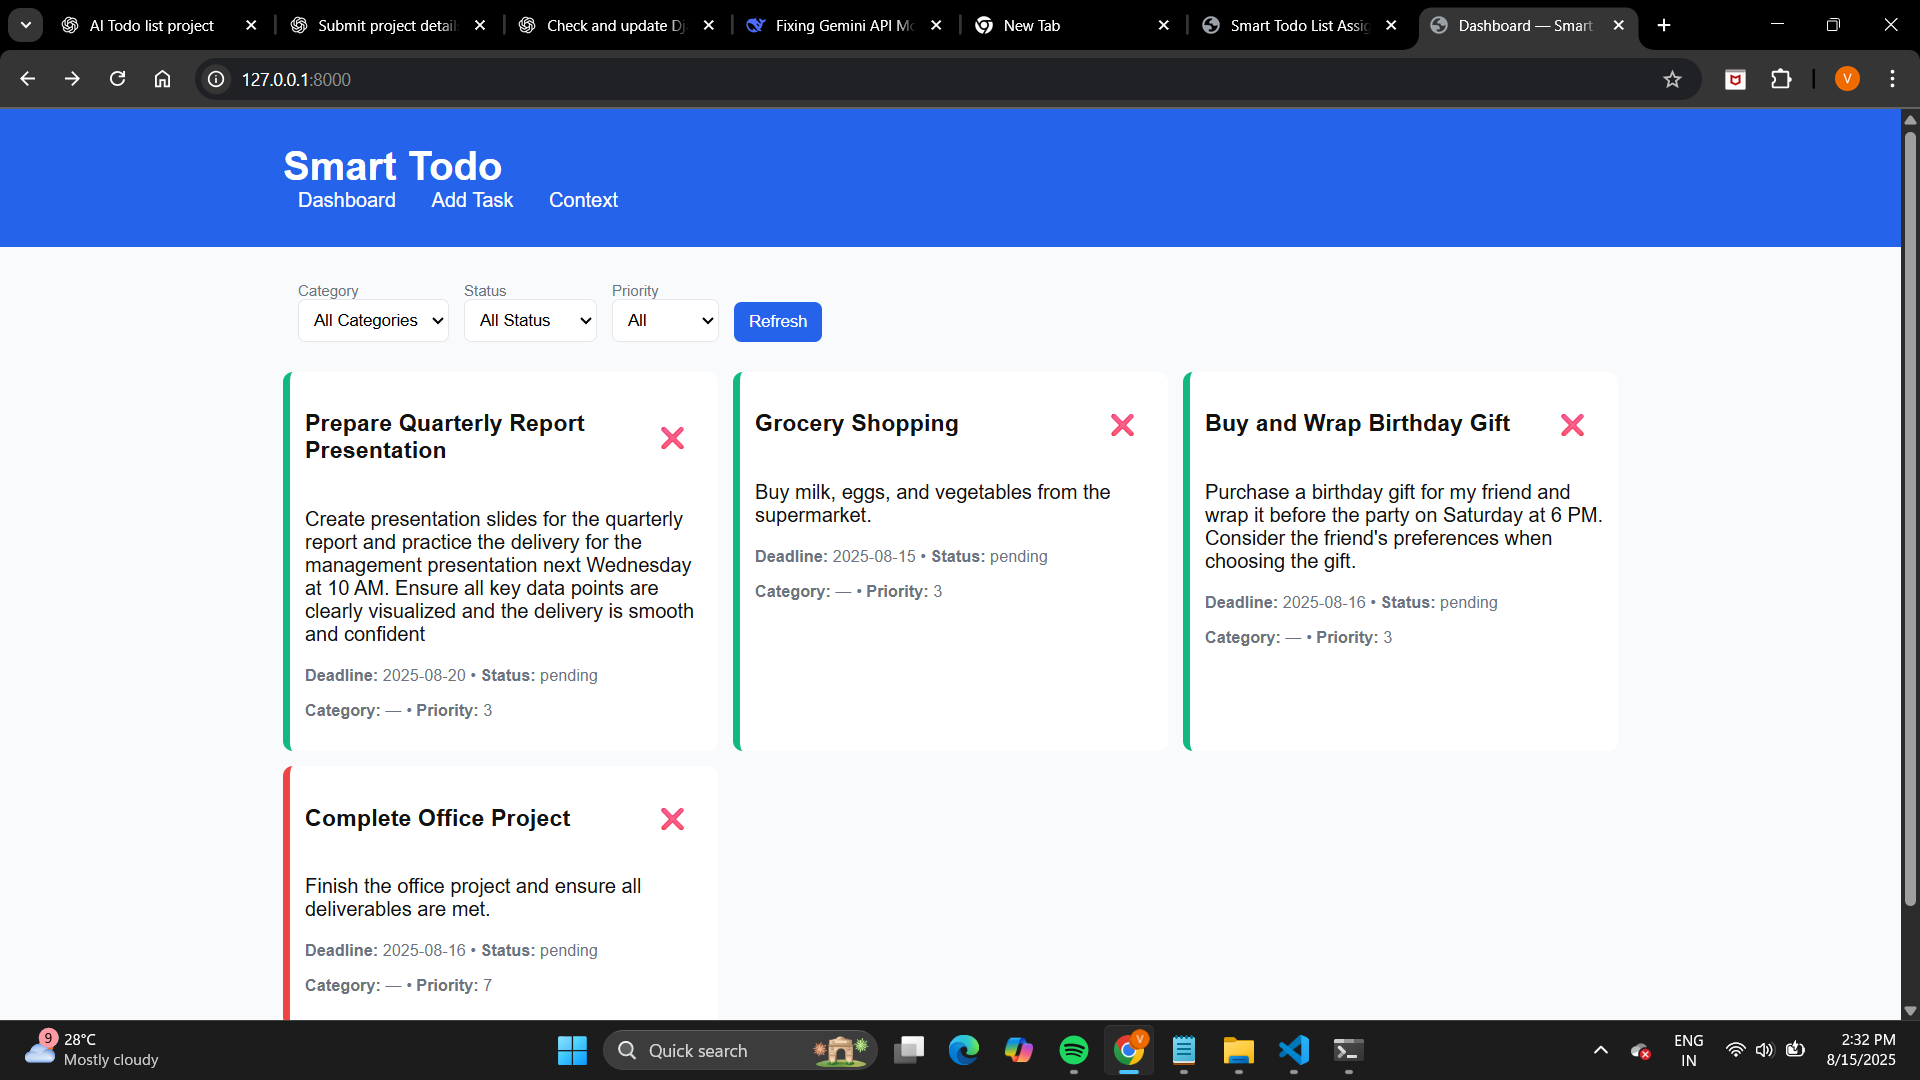 AI Todo list project
Submit project detail
Check and update Dj
Fixing Gemini API Mo
New Tab
Smart Todo List Assig
Dashboard — Smart
127.0.0.1:8000
V
Smart Todo
Dashboard Add Task Context
Category Status Priority
All Categories All Status All Refresh
Prepare Quarterly Report
Presentation
Create presentation slides for the quarterly
report and practice the delivery for the
management presentation next Wednesday
at 10 AM. Ensure all key data points are
clearly visualized and the delivery is smooth
and confident
Deadline: 2025-08-20 • Status: pending
Category: — • Priority: 3
Grocery Shopping
Buy milk, eggs, and vegetables from the
supermarket.
Deadline: 2025-08-15 • Status: pending
Category: — • Priority: 3
Buy and Wrap Birthday Gift
Purchase a birthday gift for my friend and
wrap it before the party on Saturday at 6 PM.
Consider the friend's preferences when
choosing the gift.
Deadline: 2025-08-16 • Status: pending
Category: — • Priority: 3
Complete Office Project
Finish the office project and ensure all
deliverables are met.
Deadline: 2025-08-16 • Status: pending
Category: — • Priority: 7
9
28°C
Mostly cloudy
Quick search
V
ENG
IN
2:32 PM
8/15/2025